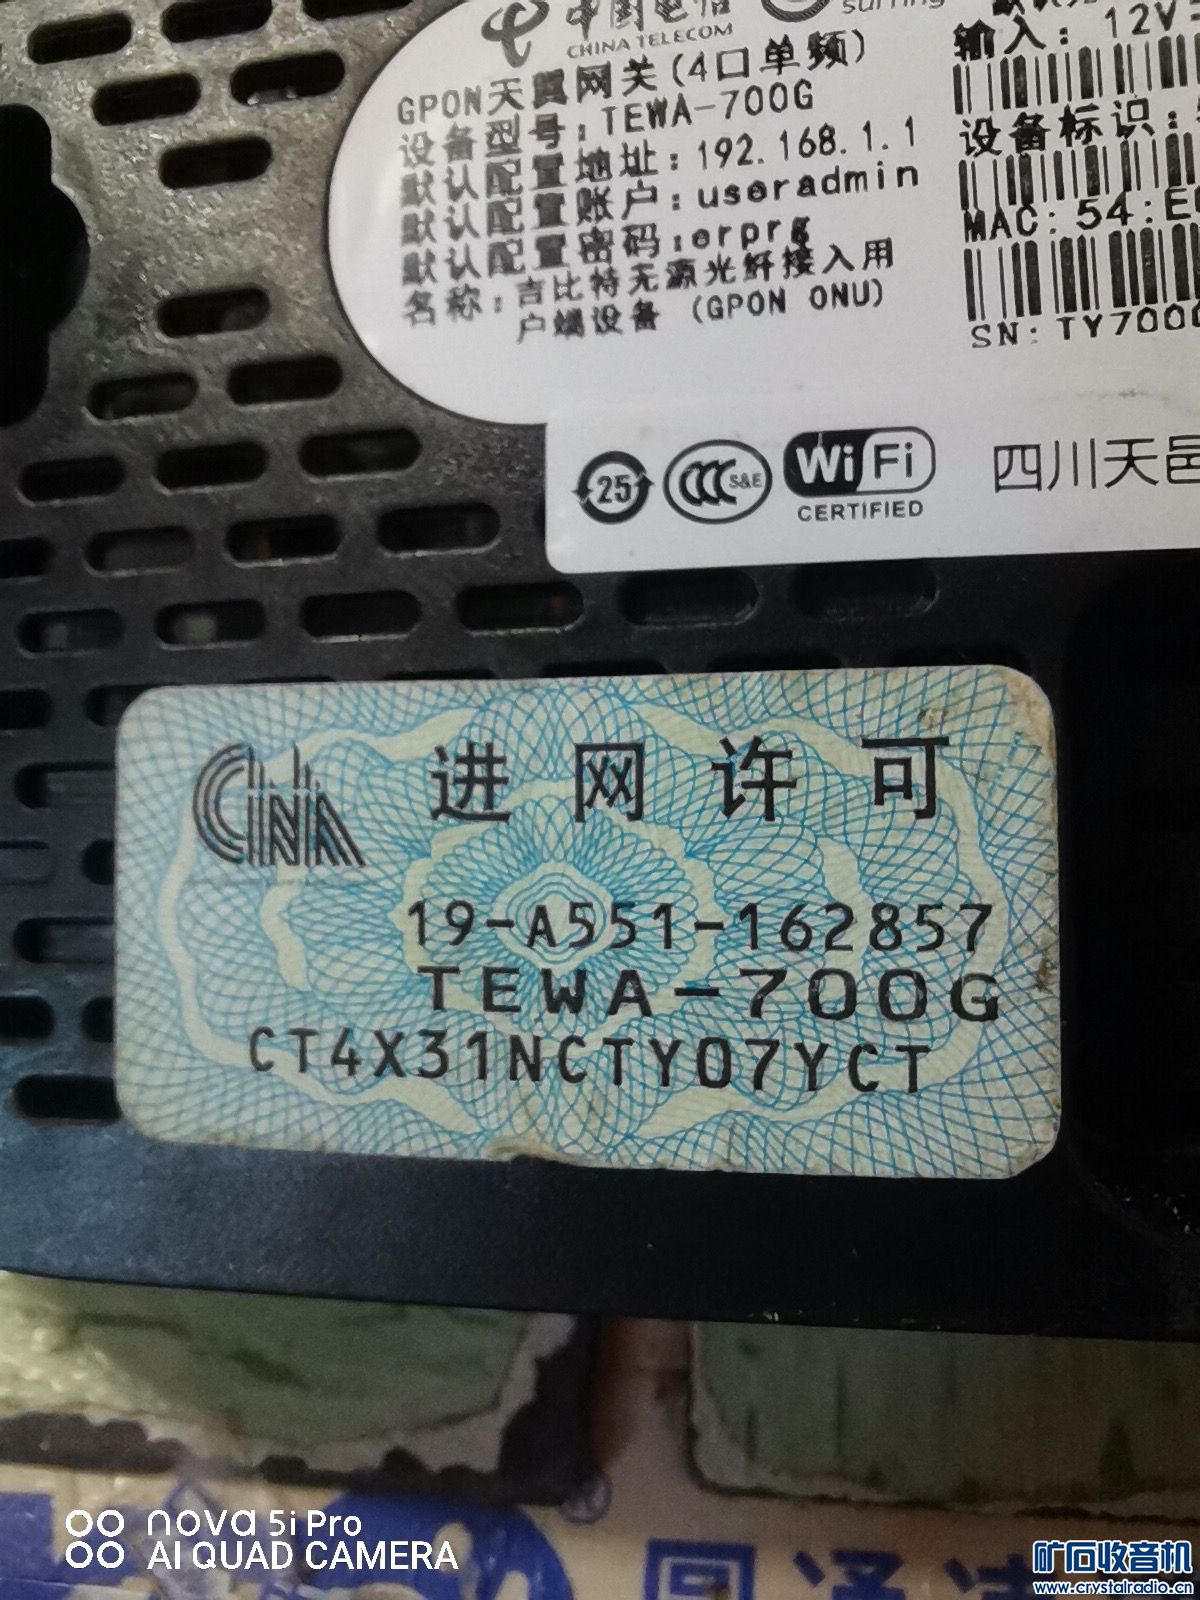 中国电信
CHINA TELECOM
surfing
GPON天翼网关(4口单频)
设备型号:TEWA-700G
默认配置地址:192.168.1.1
默认配置账户:useradmin
默认配置密码:erprg
名称:吉比特无源光纤接入用
户端设备 (GPON ONU)
输入: 12V
设备标识:
MAC:54:E
SN:TY700
25
CCC S&E
Wi Fi
CERTIFIED
四川天邑
CNA
进网许可
19-A551-162857
TEWA-700G
CT4X31NCTY07YCT
nova 5i Pro
AI QUAD CAMERA
矿石收音机
www.crystalradio.cn